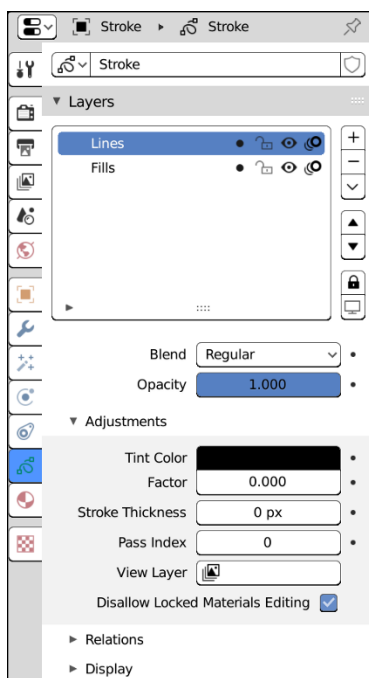 Stroke Stroke
Stroke
Layers
Lines
Fills
Blend Regular
Opacity 1.000
Adjustments
Tint Color
Factor 0.000
Stroke Thickness 0 px
Pass Index 0
View Layer
Disallow Locked Materials Editing
Relations
Display